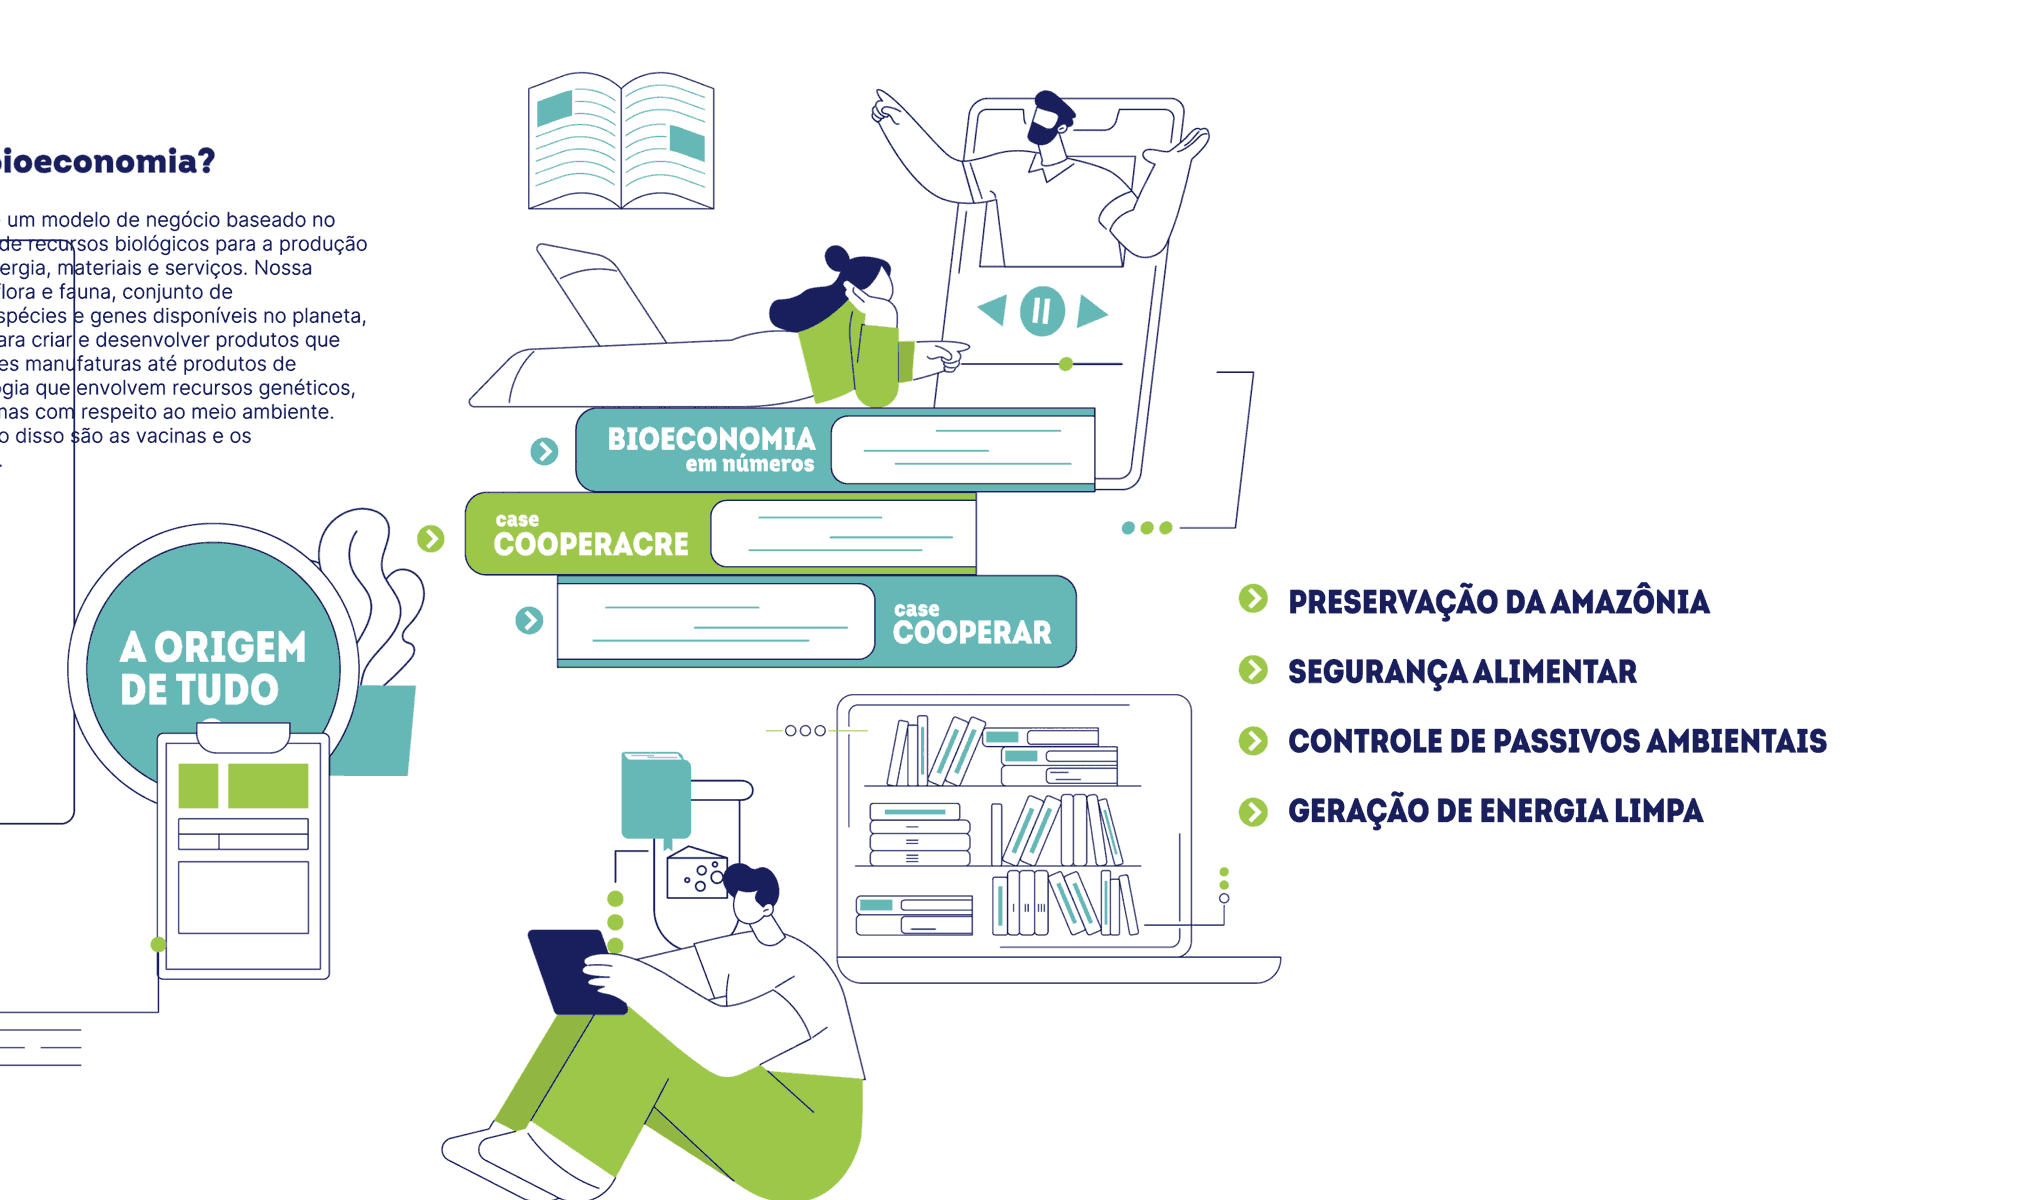 ioeconomia?
um modelo de negócio baseado no
de recursos biológicos para a produção
ergia, materiais e serviços. Nossa
flora e fauna, conjunto de
spécies e genes disponíveis no planeta,
ara criar e desenvolver produtos que
es manufaturas até produtos de
gia que envolvem recursos genéticos,
mas com respeito ao meio ambiente.
o disso são as vacinas e os
BIOECONOMIA
em números
case
COOPERACRE
case
COOPERAR
A ORIGEM
DE TUDO
PRESERVAÇÃO DA AMAZÔNIA
SEGURANÇA ALIMENTAR
CONTROLE DE PASSIVOS AMBIENTAIS
GERAÇÃO DE ENERGIA LIMPA